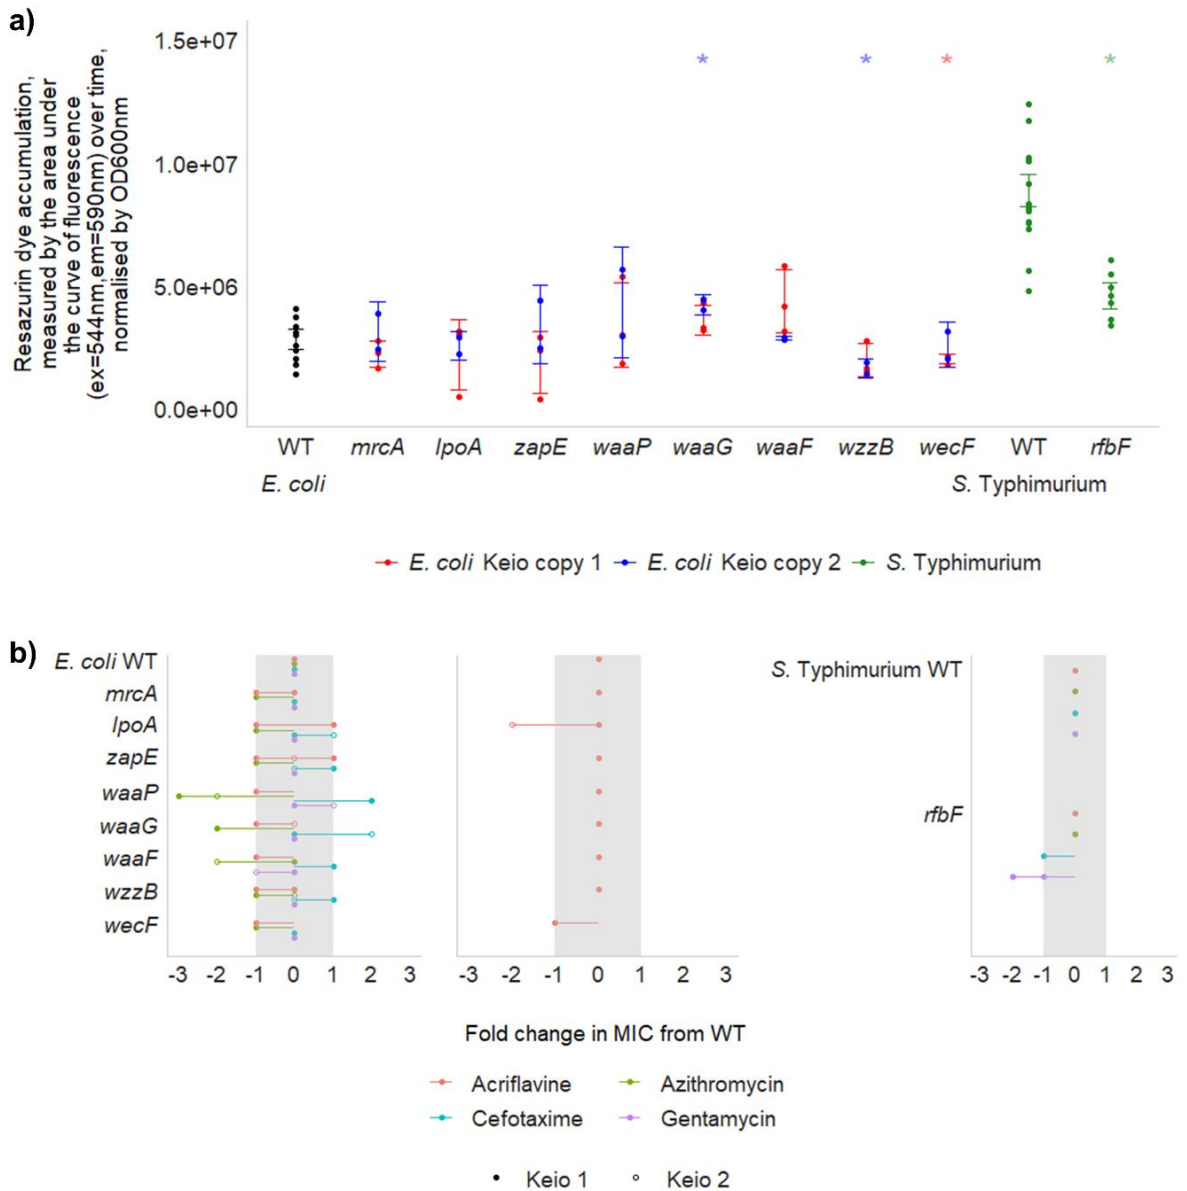 a)
Resazurin dye accumulation,
measured by the area under
the curve of fluorescence
(ex=544nm,em=590nm) over time,
normalised by OD600nm
1.5e+07
1.0e+07
5.0e+06
0.0e+00
* * * *
WT mrcA lpoA zapE waaP waaG waaF wzzB wecF WT rfbF
E. coli S. Typhimurium
E. coli Keio copy 1 E. coli Keio copy 2 S. Typhimurium
b)
E. coli WT
mrcA
lpoA
zapE
waaP
waaG
waaF
wzzB
wecF
S. Typhimurium WT
rfbF
-3 -2 -1 0 1 2 3 -3 -2 -1 0 1 2 3 -3 -2 -1 0 1 2 3
Fold change in MIC from WT
Acriflavine Azithromycin
Cefotaxime Gentamycin
Keio 1 Keio 2